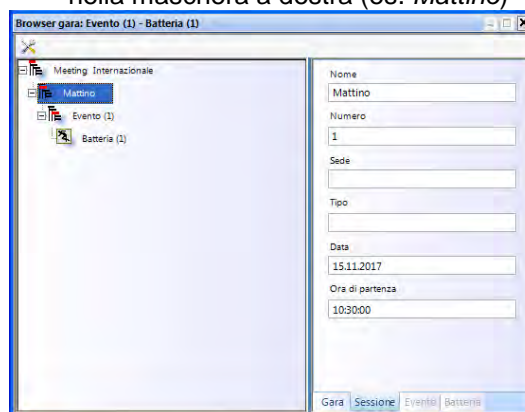 nella maschera a destra (es. Mattino)
Browser gara: Evento (1) - Batteria (1)
Meeting Internazionale
Mattino
Evento (1)
Batteria (1)
Nome
Mattino
Numero
1
Sede
Tipo
Data
15.11.2017
Ora di partenza
10:30:00
Gara Sessione Evento Batteria